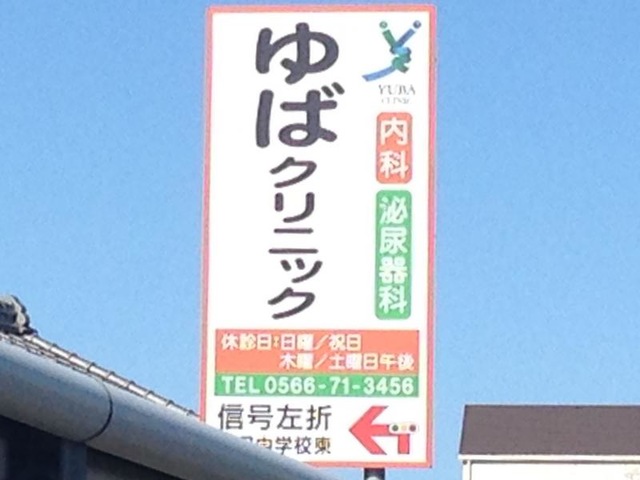 ゆばクリニック
YUBA
CLINIC
内科
泌尿器科
休診日:日曜/祝日
木曜/土曜日午後
TEL 0566-71-3456
信号左折
中学校東